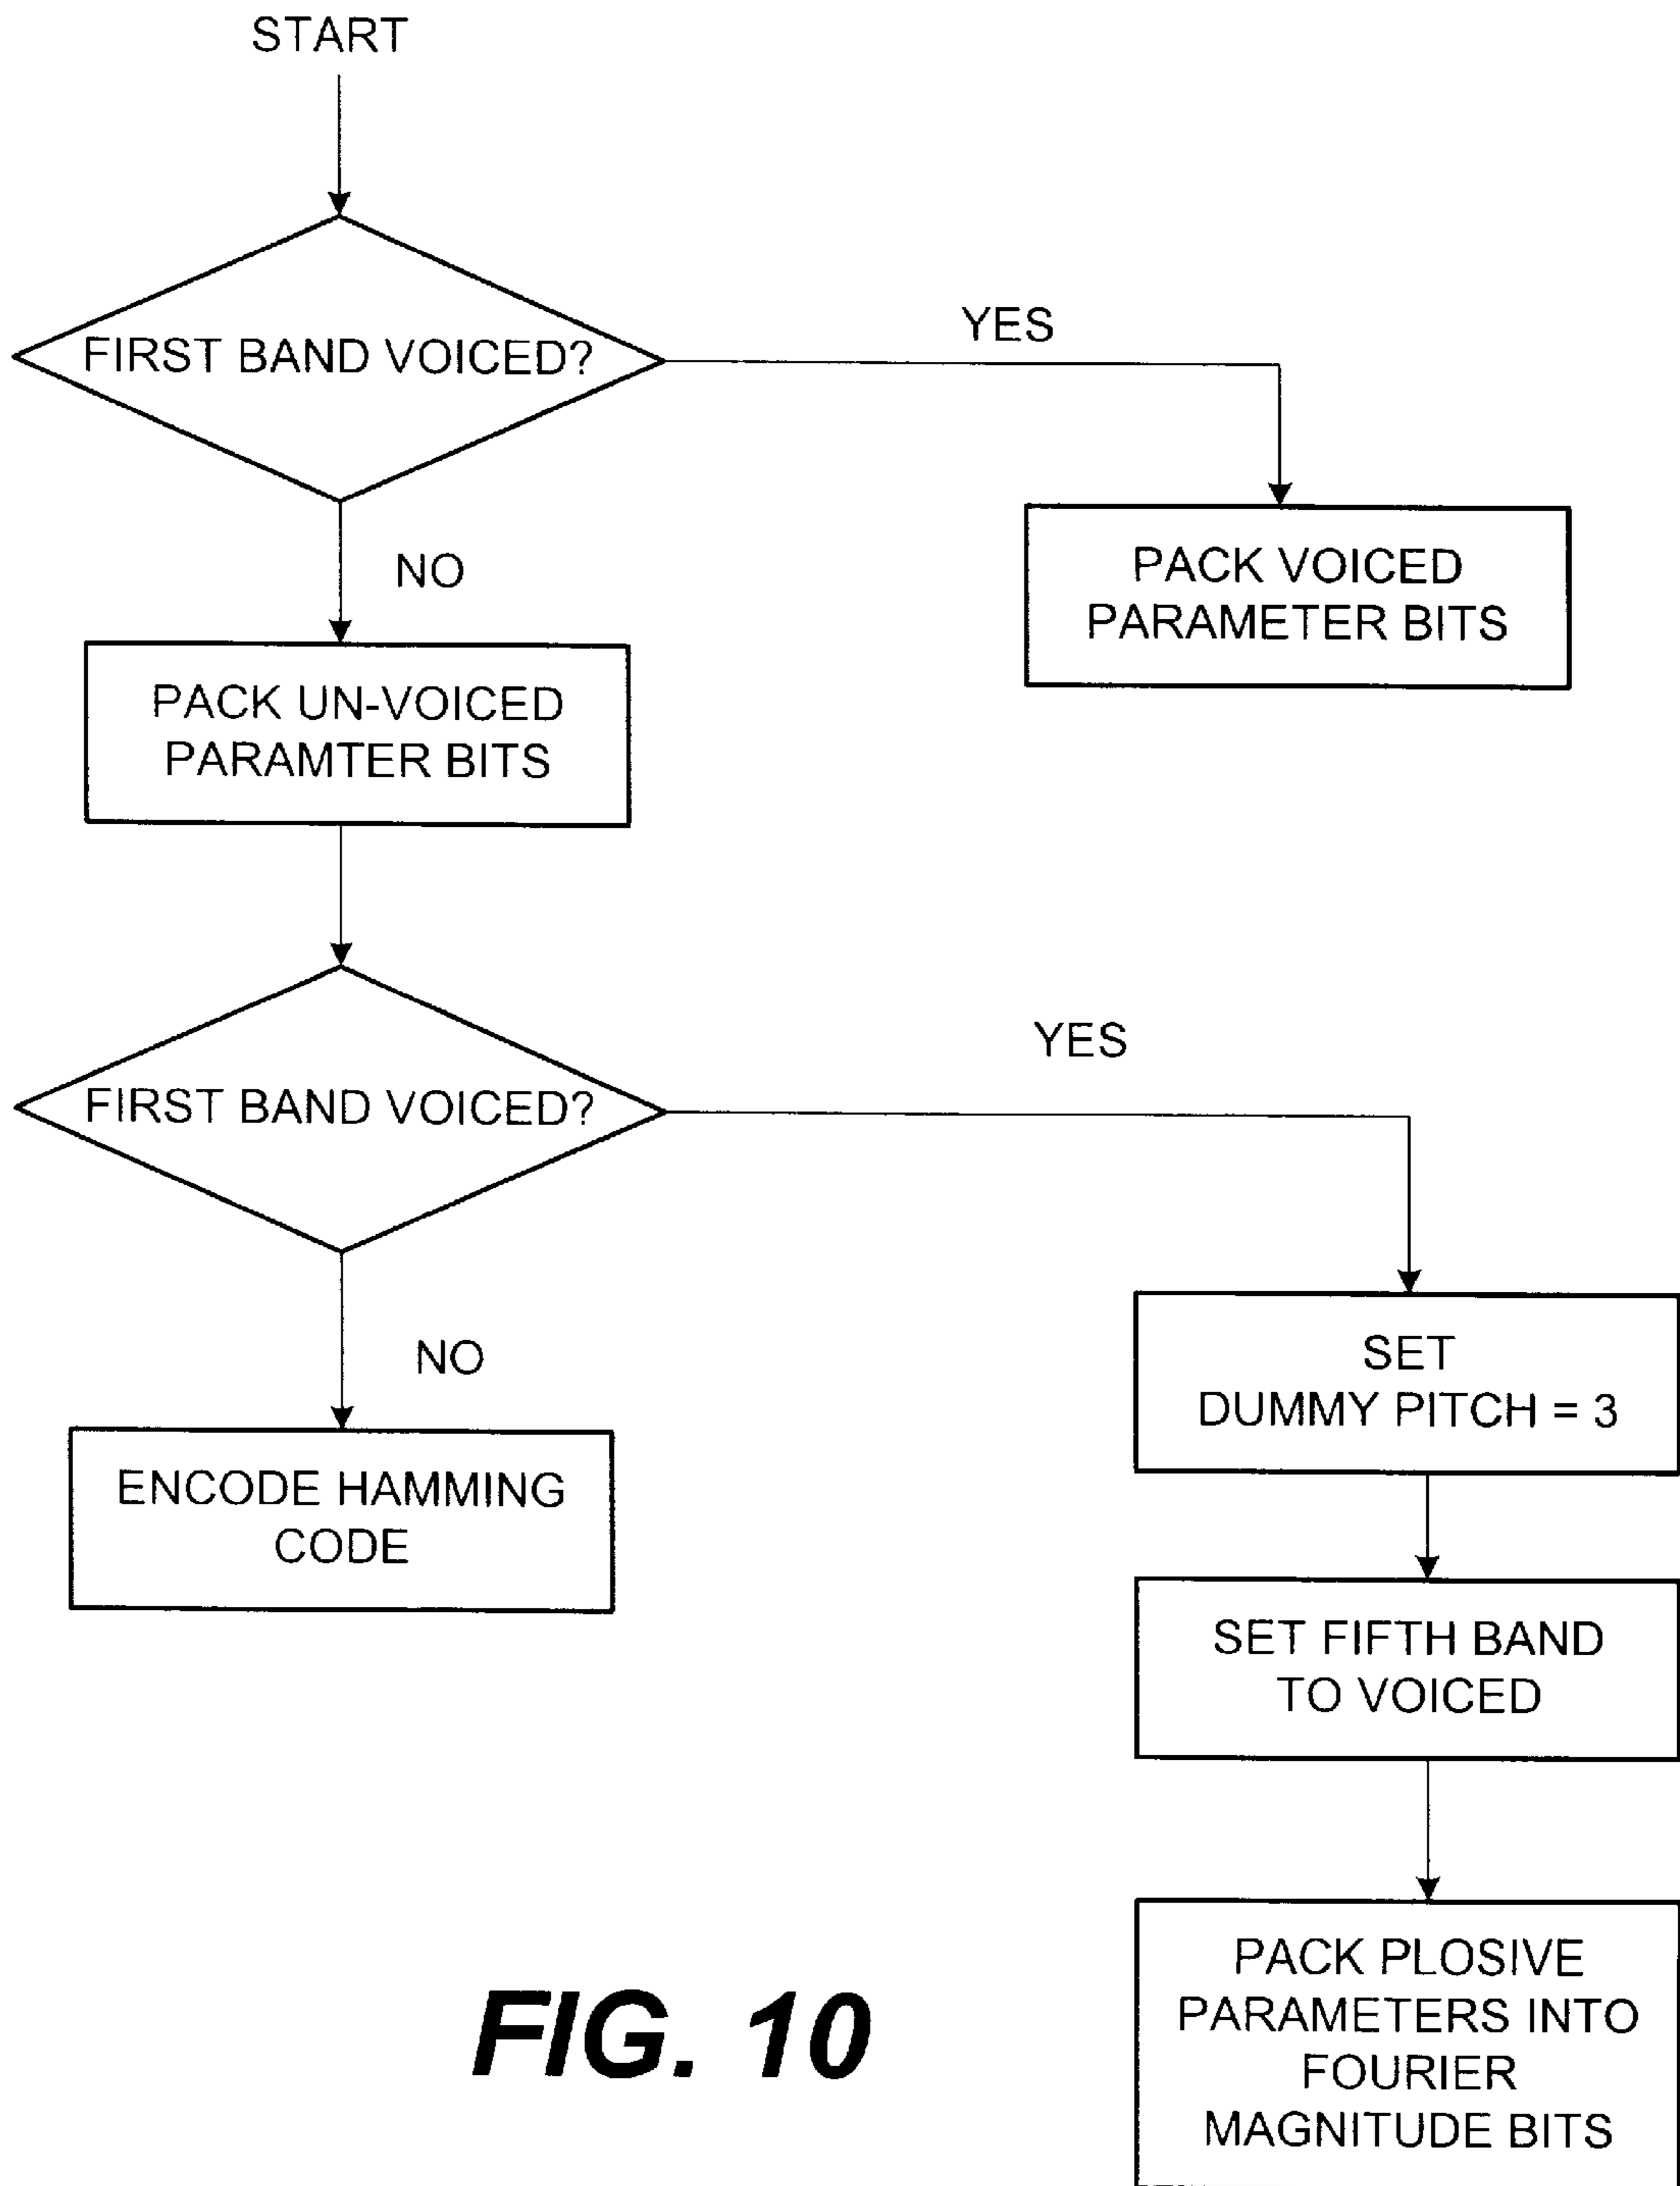 START
FIRST BAND VOICED?
YES
NO
PACK VOICED
PARAMETER BITS
PACK UN-VOICED
PARAMTER BITS
FIRST BAND VOICED?
YES
NO
ENCODE HAMMING
CODE
SET
DUMMY PITCH = 3
SET FIFTH BAND
TO VOICED
PACK PLOSIVE
PARAMETERS INTO
FOURIER
MAGNITUDE BITS
FIG. 10